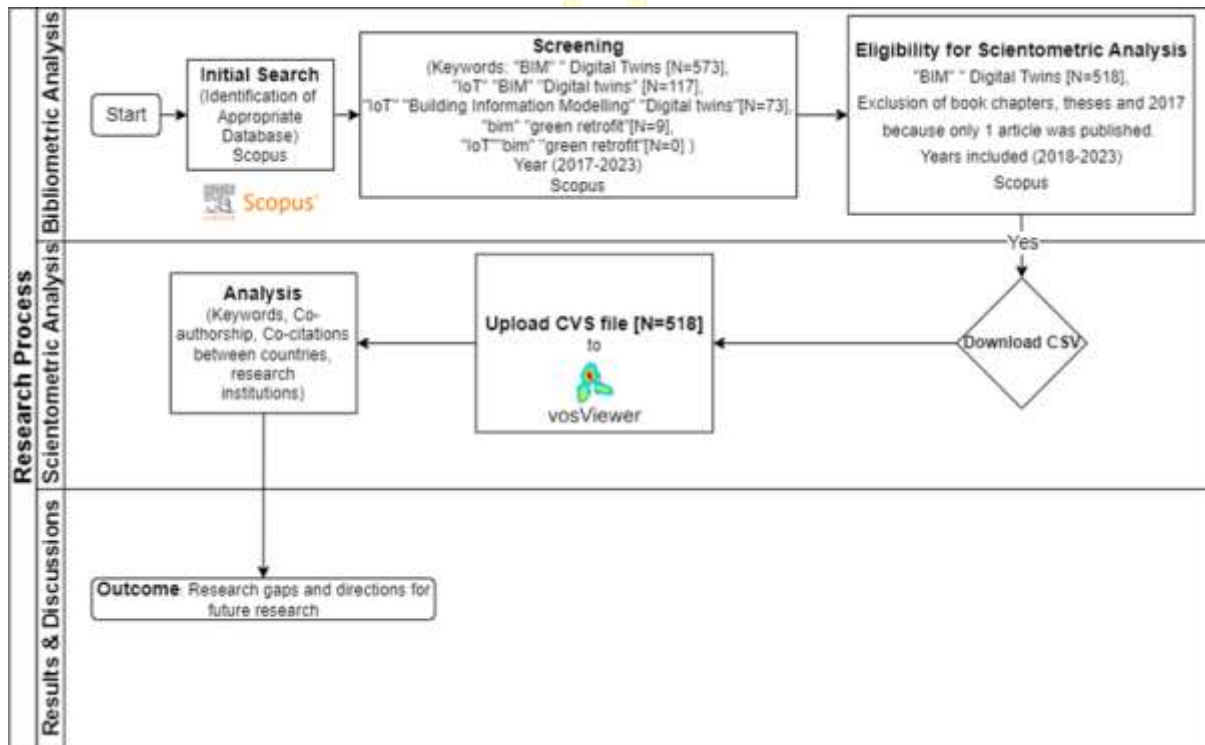 Research Process
Bibliometric Analysis
Start
Initial Search
(Identification of
Appropriate
Database)
Scopus
Scopus
Screening
(Keywords: "BIM" " Digital Twins [N=573],
"IoT" "BIM" "Digital twins" [N=117],
"IoT" "Building Information Modelling" "Digital twins"[N=73],
"bim" "green retrofit"[N=9],
"IoT""bim" "green retrofit"[N=0] )
Year (2017-2023)
Scopus
Eligibility for Scientometric Analysis
"BIM" " Digital Twins [N=518],
Exclusion of book chapters, theses and 2017
because only 1 article was published.
Years included (2018-2023)
Scopus
Yes
Scientometric Analysis
Analysis
(Keywords, Co-
authorship, Co-citations
between countries,
research
institutions)
Upload CVS file [N=518]
to
vosViewer
Download CSV
Results & Discussions
Outcome: Research gaps and directions for
future research